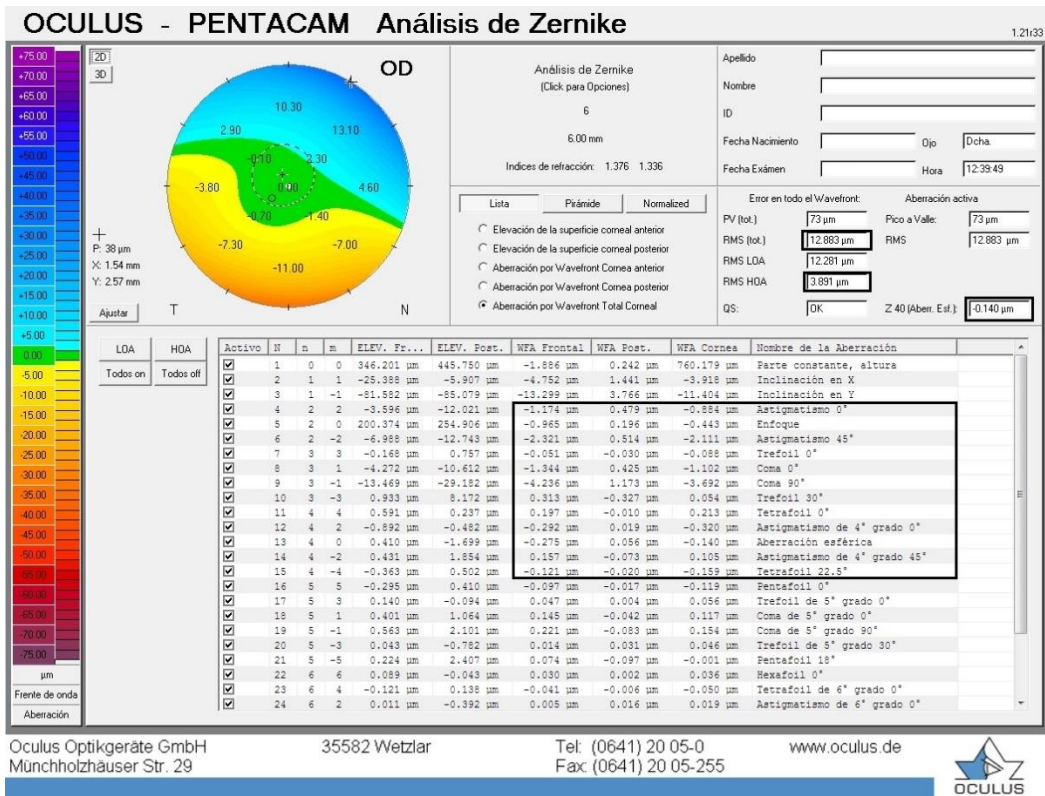 OCULUS - PENTACAM Análisis de Zernike
1.21r33
+75.00
+70.00
+65.00
+60.00
+55.00
+50.00
+45.00
+40.00
+35.00
+30.00
+25.00
+20.00
+15.00
+10.00
+5.00
0.00
-5.00
-10.00
-15.00
-20.00
-25.00
-30.00
-35.00
-40.00
-45.00
-50.00
-55.00
-60.00
-65.00
-70.00
-75.00
µm
Frente de onda
Aberración
2D
3D
OD
10.30
2.90
13.10
-0.10
2.30
-3.80
0.00
4.60
-0.70
-1.40
-7.30
-7.00
-11.00
P: 38 µm
X: 1.54 mm
Y: 2.57 mm
Ajustar
T
N
Análisis de Zernike
(Click para Opciones)
6
6.00 mm
Indices de refracción: 1.376 1.336
Apellido
Nombre
ID
Fecha Nacimiento
Ojo Dcha.
Fecha Exámen
Hora 12:39:49
Lista Pirámide Normalized
Elevación de la superficie corneal anterior
Elevación de la superficie corneal posterior
Aberración por Wavefront Cornea anterior
Aberración por Wavefront Cornea posterior
Aberración por Wavefront Total Corneal
Error en todo el Wavefront: Aberración activa
PV (tot.) 73 µm Pico a Valle: 73 µm
RMS (tot.) 12.883 µm RMS 12.883 µm
RMS LOA 12.281 µm
RMS HOA 3.891 µm
QS: OK Z 40 (Aberr. Esf.): -0.140 µm
LOA HOA
Todos on Todos off
Activo N n m ELEV. Fr... ELEV. Post. WFA Frontal WFA Post. WFA Cornea Nombre de la Aberración
1 0 0 346.201 µm 445.750 µm -1.886 µm 0.242 µm 760.179 µm Parte constante, altura
2 1 1 -25.388 µm -5.907 µm -4.752 µm 1.441 µm -3.918 µm Inclinación en X
3 1 -1 -81.582 µm -85.079 µm -13.299 µm 3.766 µm -11.404 µm Inclinación en Y
4 2 2 -3.596 µm -12.021 µm -1.174 µm 0.479 µm -0.884 µm Astigmatismo 0°
5 2 0 200.374 µm 254.906 µm -0.965 µm 0.196 µm -0.443 µm Enfoque
6 2 -2 -6.988 µm -12.743 µm -2.321 µm 0.514 µm -2.111 µm Astigmatismo 45°
7 3 3 -0.168 µm 0.757 µm -0.051 µm -0.030 µm -0.088 µm Trefoil 0°
8 3 1 -4.272 µm -10.612 µm -1.344 µm 0.425 µm -1.102 µm Coma 0°
9 3 -1 -13.469 µm -29.182 µm -4.236 µm 1.173 µm -3.692 µm Coma 90°
10 3 -3 0.933 µm 8.172 µm 0.313 µm -0.327 µm 0.054 µm Trefoil 30°
11 4 4 0.591 µm 0.237 µm 0.197 µm -0.010 µm 0.213 µm Tetrafoil 0°
12 4 2 -0.892 µm -0.482 µm -0.292 µm 0.019 µm -0.320 µm Astigmatismo de 4° grado 0°
13 4 0 0.410 µm -1.699 µm -0.275 µm 0.056 µm -0.140 µm Aberración esférica
14 4 -2 0.431 µm 1.854 µm 0.157 µm -0.073 µm 0.105 µm Astigmatismo de 4° grado 45°
15 4 -4 -0.363 µm 0.502 µm -0.121 µm -0.020 µm -0.159 µm Tetrafoil 22.5°
16 5 5 -0.295 µm 0.410 µm -0.097 µm -0.017 µm -0.119 µm Pentafoil 0°
17 5 3 0.140 µm -0.094 µm 0.047 µm 0.004 µm 0.056 µm Trefoil de 5° grado 0°
18 5 1 0.401 µm 1.064 µm 0.145 µm -0.042 µm 0.117 µm Coma de 5° grado 0°
19 5 -1 0.563 µm 2.101 µm 0.221 µm -0.083 µm 0.154 µm Coma de 5° grado 90°
20 5 -3 0.043 µm -0.782 µm 0.014 µm 0.031 µm 0.046 µm Trefoil de 5° grado 30°
21 5 -5 0.224 µm 2.407 µm 0.074 µm -0.097 µm -0.001 µm Pentafoil 18°
22 6 6 0.089 µm -0.043 µm 0.030 µm 0.002 µm 0.036 µm Hexafoil 0°
23 6 4 -0.121 µm 0.138 µm -0.041 µm -0.006 µm -0.050 µm Tetrafoil de 6° grado 0°
24 6 2 0.011 µm -0.392 µm 0.005 µm 0.016 µm 0.019 µm Astigmatismo de 6° grado 0°
Oculus Optikgeräte GmbH 35582 Wetzlar Tel: (0641) 20 05-0 www.oculus.de
Münchholzhäuser Str. 29 Fax: (0641) 20 05-255
OCULUS